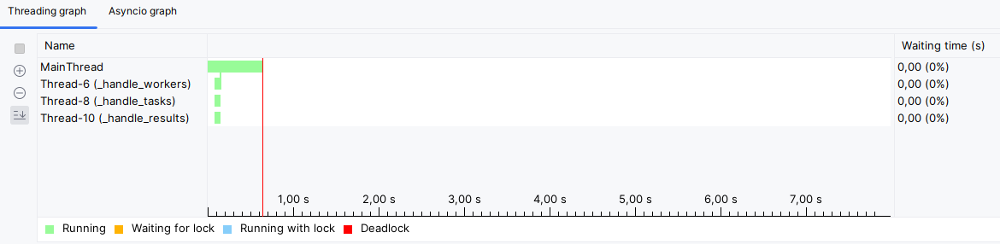 Threading graph Asyncio graph
Name Waiting time (s)
MainThread 0,00 (0%)
Thread-6 (_handle_workers) 0,00 (0%)
Thread-8 (_handle_tasks) 0,00 (0%)
Thread-10 (_handle_results) 0,00 (0%)
1,00 s 2,00 s 3,00 s 4,00 s 5,00 s 6,00 s 7,00 s
Running Waiting for lock Running with lock Deadlock